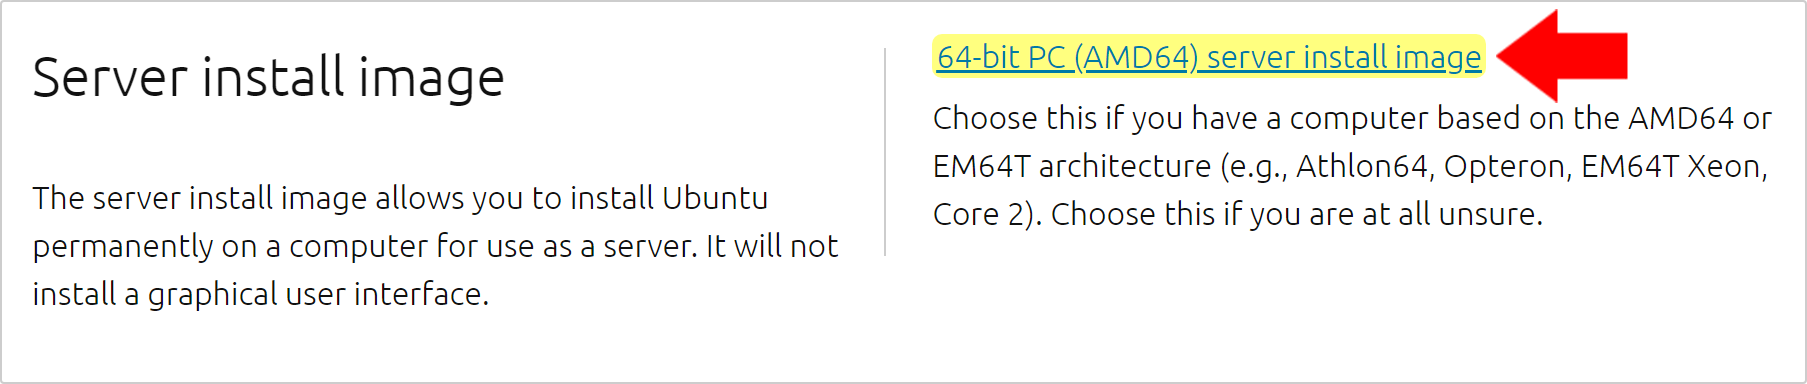 Server install image
The server install image allows you to install Ubuntu
permanently on a computer for use as a server. It will not
install a graphical user interface.
64-bit PC (AMD64) server install image
Choose this if you have a computer based on the AMD64 or
EM64T architecture (e.g., Athlon64, Opteron, EM64T Xeon,
Core 2). Choose this if you are at all unsure.